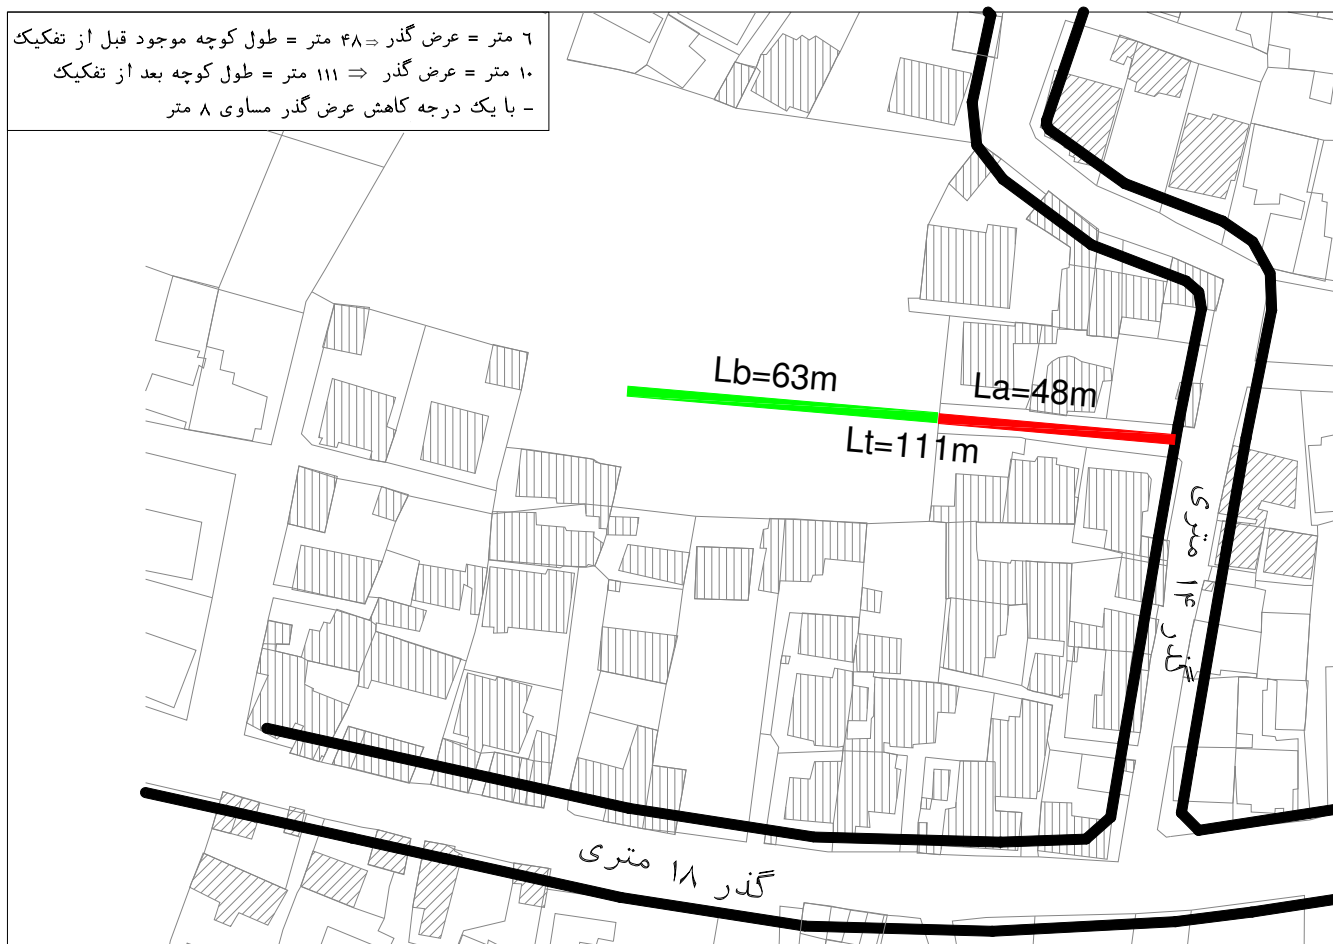 ٦ متر = عرض گذر ⇒ ۴۸ متر = طول کوچه موجود قبل از تفکیک
۱۰ متر = عرض گذر ⇒ ۱۱۱ متر = طول کوچه بعد از تفکیک
- با یک درجه کاهش عرض گذر مساوی ۸ متر
Lb=63m
La=48m
Lt=111m
گذر ۱۴ متری
گذر ۱۸ متری